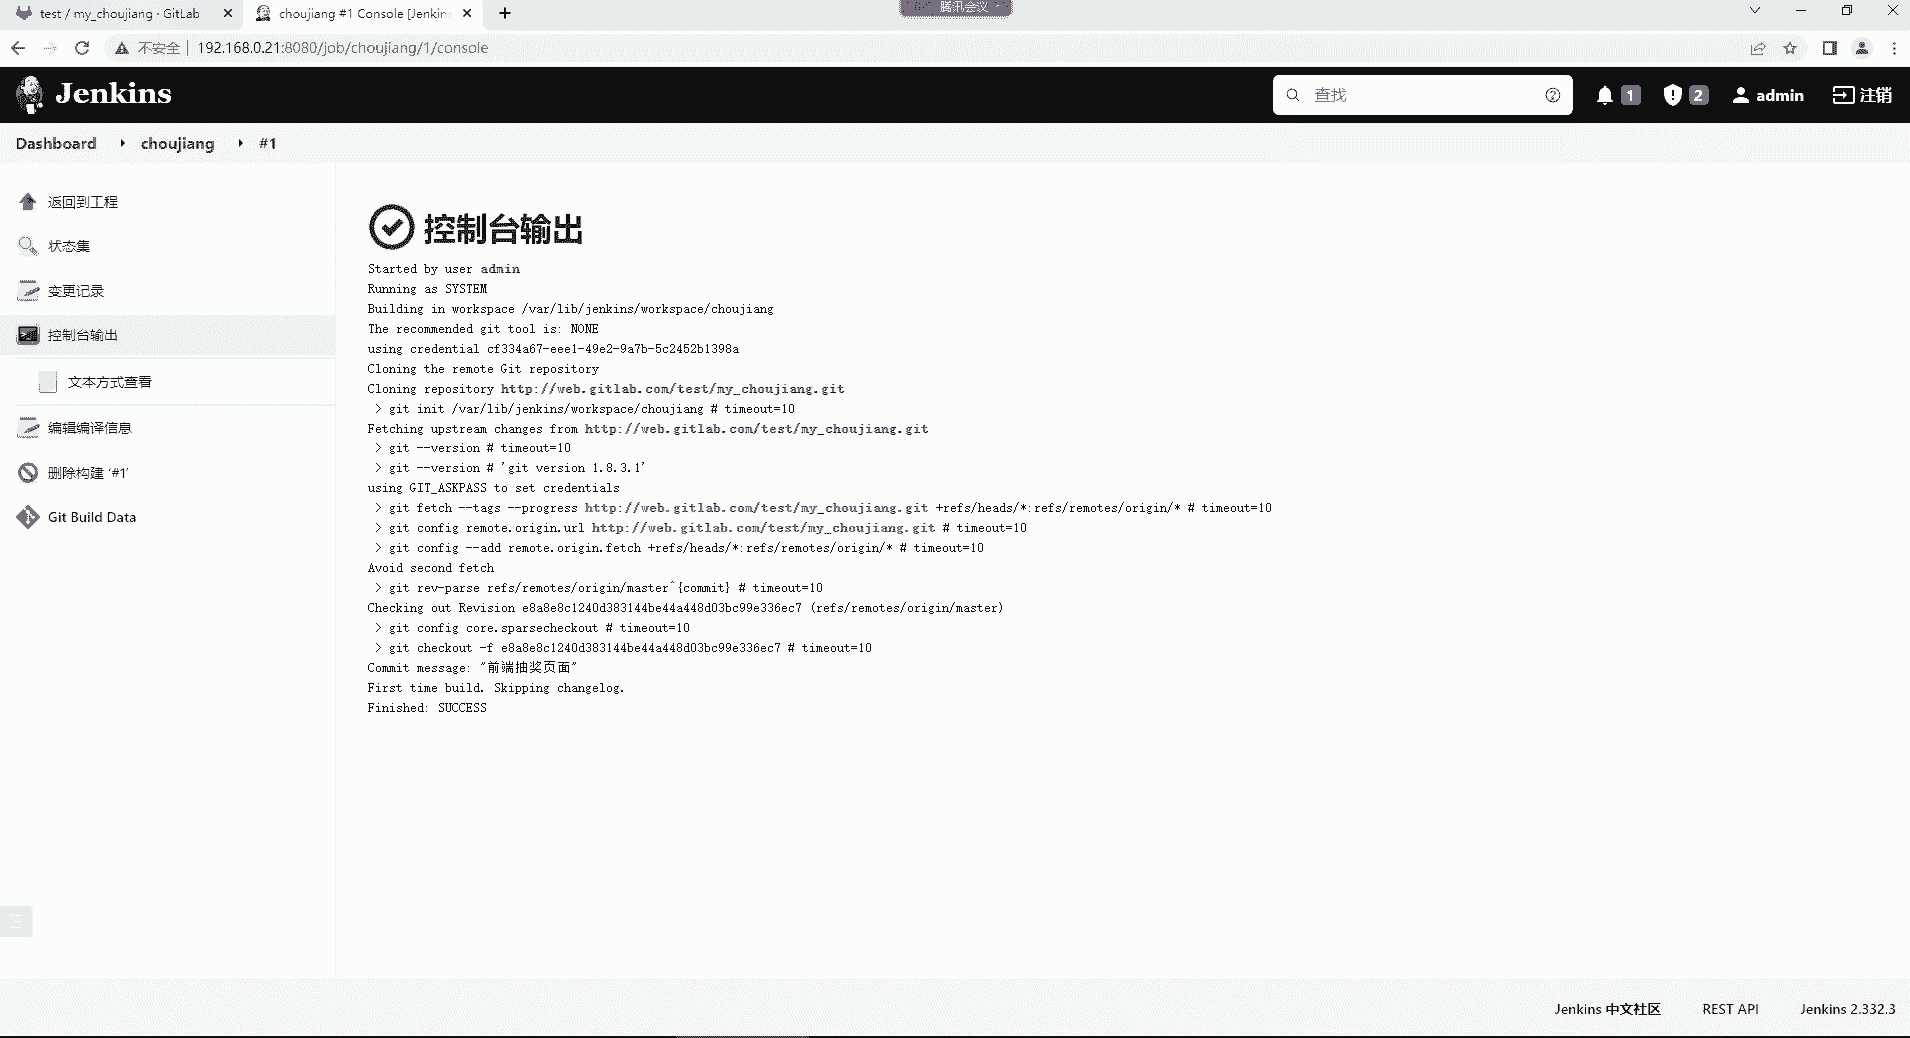 test / my_choujiang · GitLab
choujiang #1 Console [Jenkins
腾讯会议
不安全 | 192.168.0.21:8080/job/choujiang/1/console
Jenkins
查找
1
2
admin
注销
Dashboard
choujiang
#1
返回到工程
状态集
变更记录
控制台输出
文本方式查看
编辑编译信息
删除构建 ‘#1’
Git Build Data
控制台输出
Started by user admin
Running as SYSTEM
Building in workspace /var/lib/jenkins/workspace/choujiang
The recommended git tool is: NONE
using credential cf334a67-eee1-49e2-9a7b-5c2452b1398a
Cloning the remote Git repository
Cloning repository http://web.gitlab.com/test/my_choujiang.git
> git init /var/lib/jenkins/workspace/choujiang # timeout=10
Fetching upstream changes from http://web.gitlab.com/test/my_choujiang.git
> git --version # timeout=10
> git --version # 'git version 1.8.3.1'
using GIT_ASKPASS to set credentials
> git fetch --tags --progress http://web.gitlab.com/test/my_choujiang.git +refs/heads/*:refs/remotes/origin/* # timeout=10
> git config remote.origin.url http://web.gitlab.com/test/my_choujiang.git # timeout=10
> git config --add remote.origin.fetch +refs/heads/*:refs/remotes/origin/* # timeout=10
Avoid second fetch
> git rev-parse refs/remotes/origin/master^{commit} # timeout=10
Checking out Revision e8a8e8c1240d383144be44a448d03bc99e336ec7 (refs/remotes/origin/master)
> git config core.sparsecheckout # timeout=10
> git checkout -f e8a8e8c1240d383144be44a448d03bc99e336ec7 # timeout=10
Commit message: "前端抽奖页面"
First time build. Skipping changelog.
Finished: SUCCESS
Jenkins 中文社区
REST API
Jenkins 2.332.3